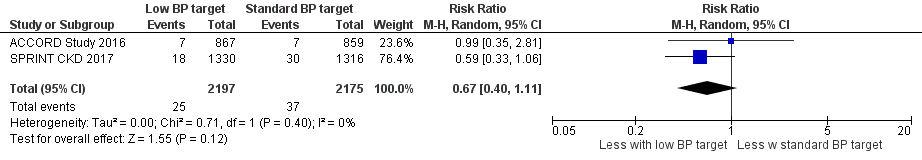 Low BP target Standard BP target Risk Ratio Risk Ratio
Study or Subgroup Events Total Events Total Weight M-H, Random, 95% CI M-H, Random, 95% CI
ACCORD Study 2016 7 867 7 859 23.6% 0.99 [0.35, 2.81]
SPRINT CKD 2017 18 1330 30 1316 76.4% 0.59 [0.33, 1.06]
Total (95% CI) 2197 2175 100.0% 0.67 [0.40, 1.11]
Total events 25 37
Heterogeneity: Tau² = 0.00; Chi² = 0.71, df = 1 (P = 0.40); I² = 0%
Test for overall effect: Z = 1.55 (P = 0.12)
0.05 0.2 1 5 20
Less with low BP target Less w standard BP target